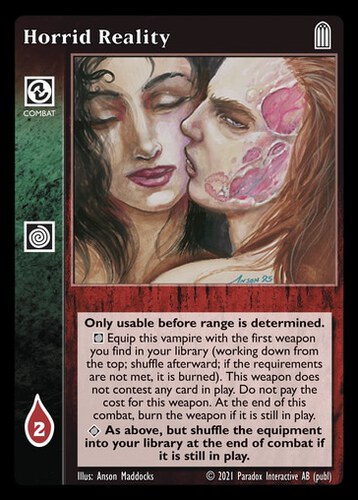 Horrid Reality
COMBAT
Anson 95
Only usable before range is determined.
Equip this vampire with the first weapon
you find in your library (working down from
the top; shuffle afterward; if the requirements
are not met, it is burned). This weapon does
not contest any card in play. Do not pay the
cost for this weapon. At the end of this
combat, burn the weapon if it is still in play.
As above, but shuffle the equipment
into your library at the end of combat if
it is still in play.
2
Illus: Anson Maddocks © 2021 Paradox Interactive AB (publ)